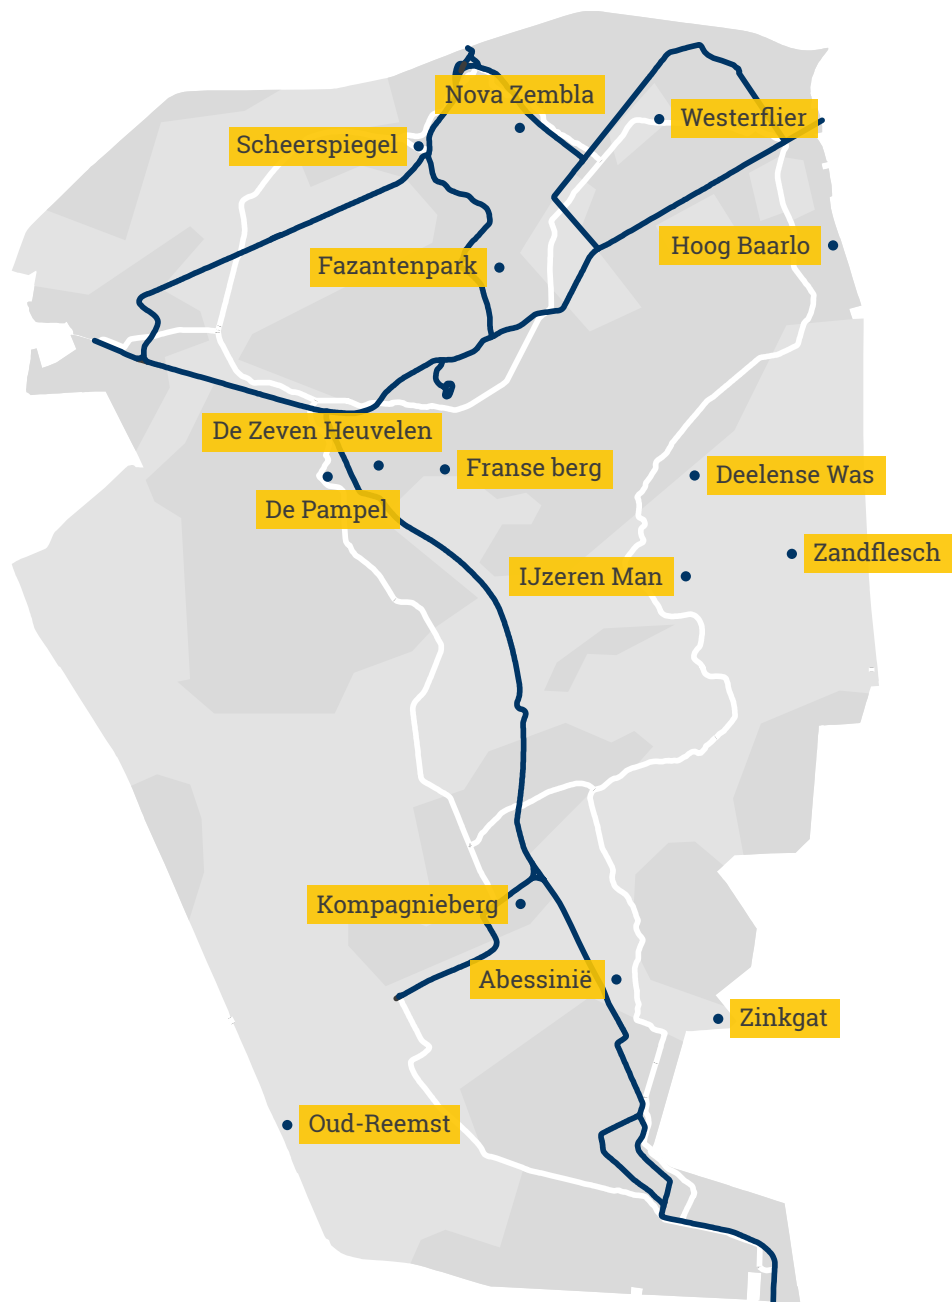 Nova Zembla
Westerflier
Scheerspiegel
Hoog Baarlo
Fazantenpark
De Zeven Heuvelen
Franse berg
Deelense Was
De Pampel
Zandflesch
IJzeren Man
Kompagnieberg
Abessinië
Zinkgat
Oud-Reemst